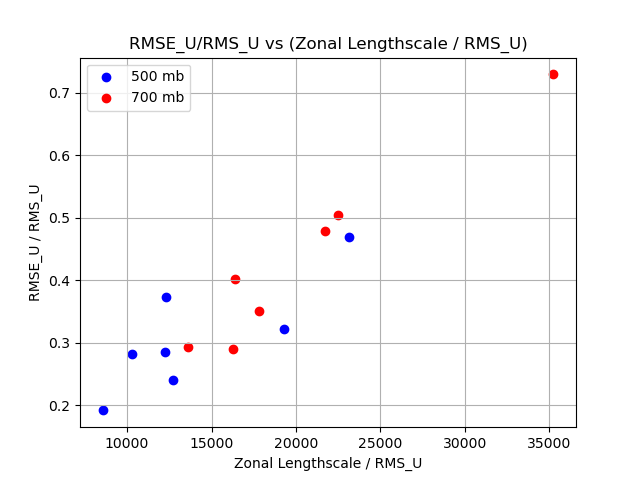 RMSE_U/RMS_U vs (Zonal Lengthscale / RMS_U)
500 mb
700 mb
RMSE_U / RMS_U
0.7
0.6
0.5
0.4
0.3
0.2
10000 15000 20000 25000 30000 35000
Zonal Lengthscale / RMS_U